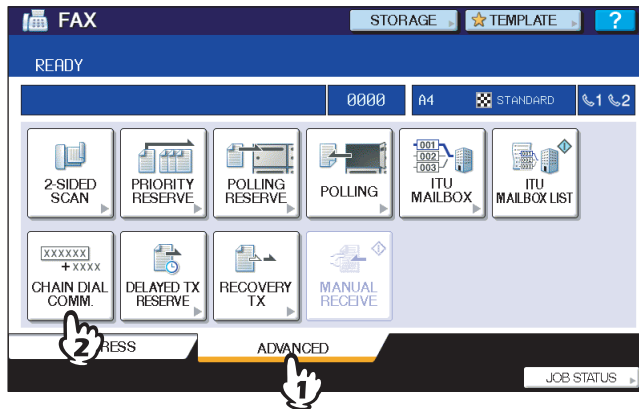 FAX
STORAGE
TEMPLATE
?
READY
0000
A4
STANDARD
1
2
2-SIDED
SCAN
PRIORITY
RESERVE
POLLING
RESERVE
POLLING
001
002
003
ITU
MAILBOX
ITU
MAILBOX LIST
XXXXXX
+XXXX
CHAIN DIAL
COMM.
DELAYED TX
RESERVE
RECOVERY
TX
MANUAL
RECEIVE
2
RESS
ADVANCED
1
JOB STATUS